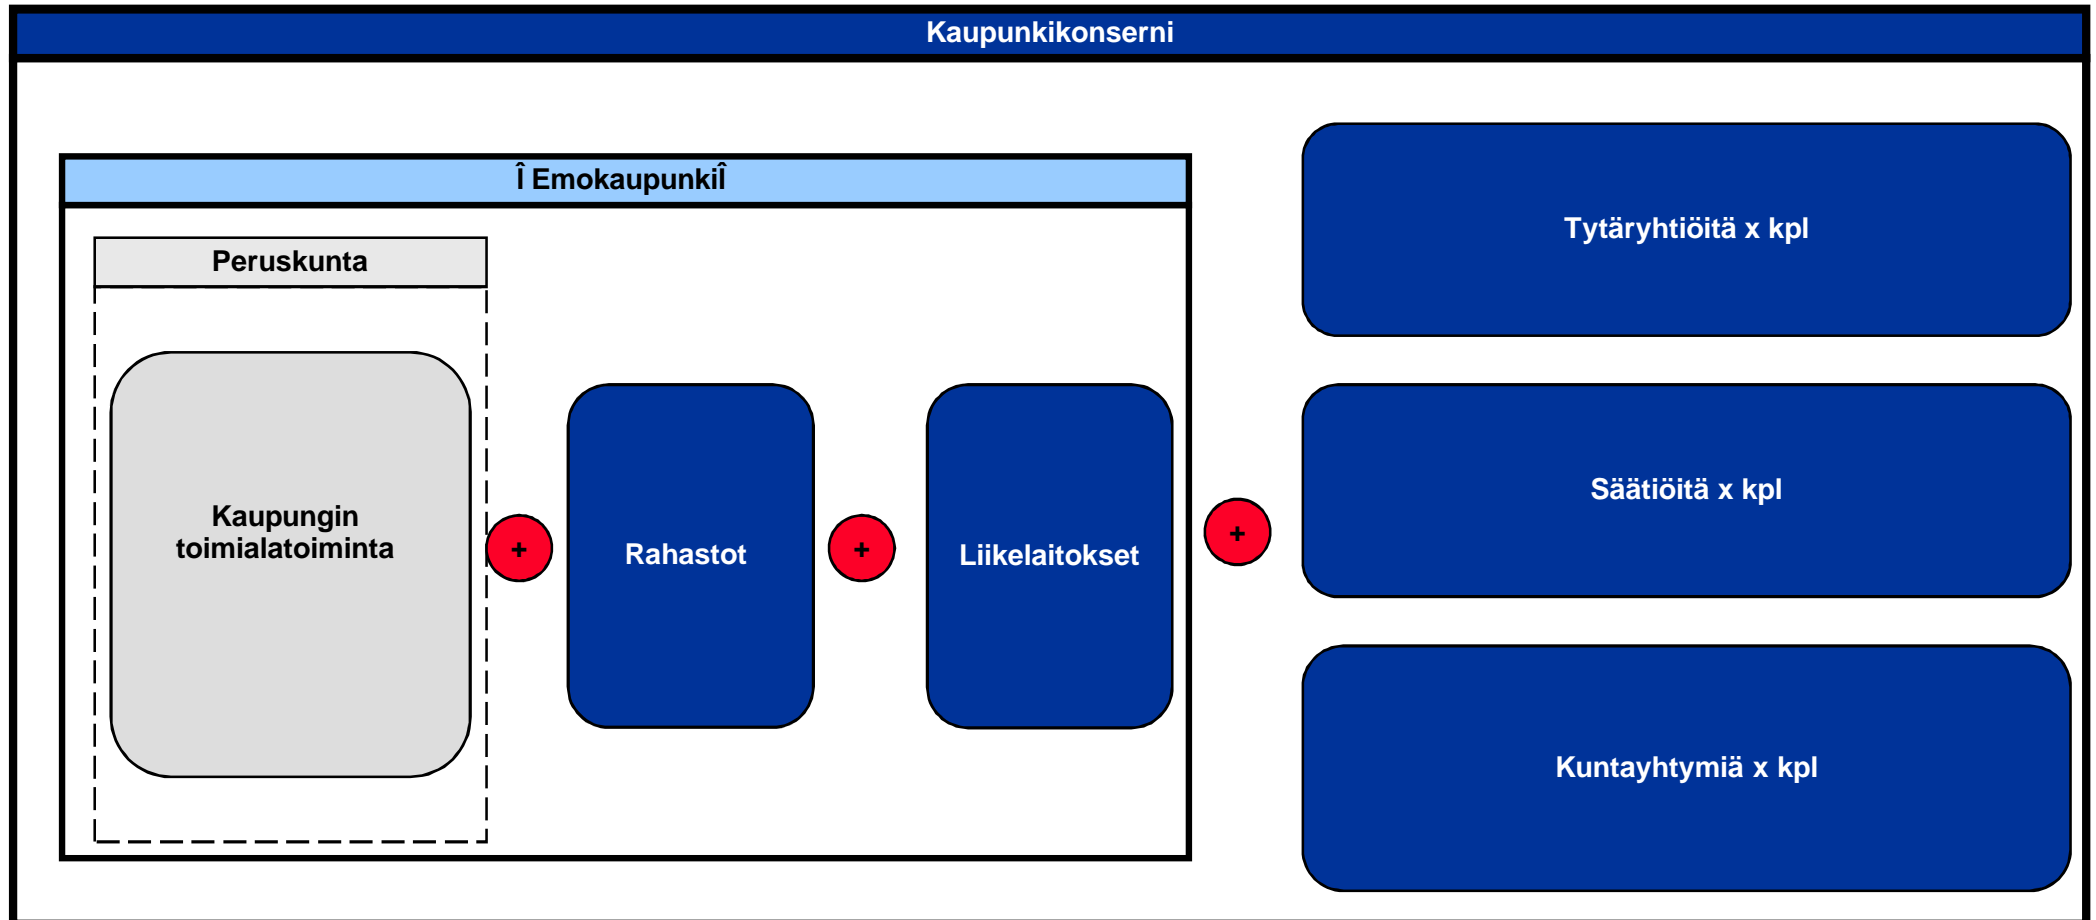 Kaupunkikonserni
Î EmokaupunkiÎ
Peruskunta
Kaupungin
toimialatoiminta
+
Rahastot
+
Liikelaitokset
+
Tytäryhtiöitä x kpl
Säätiöitä x kpl
Kuntayhtymiä x kpl